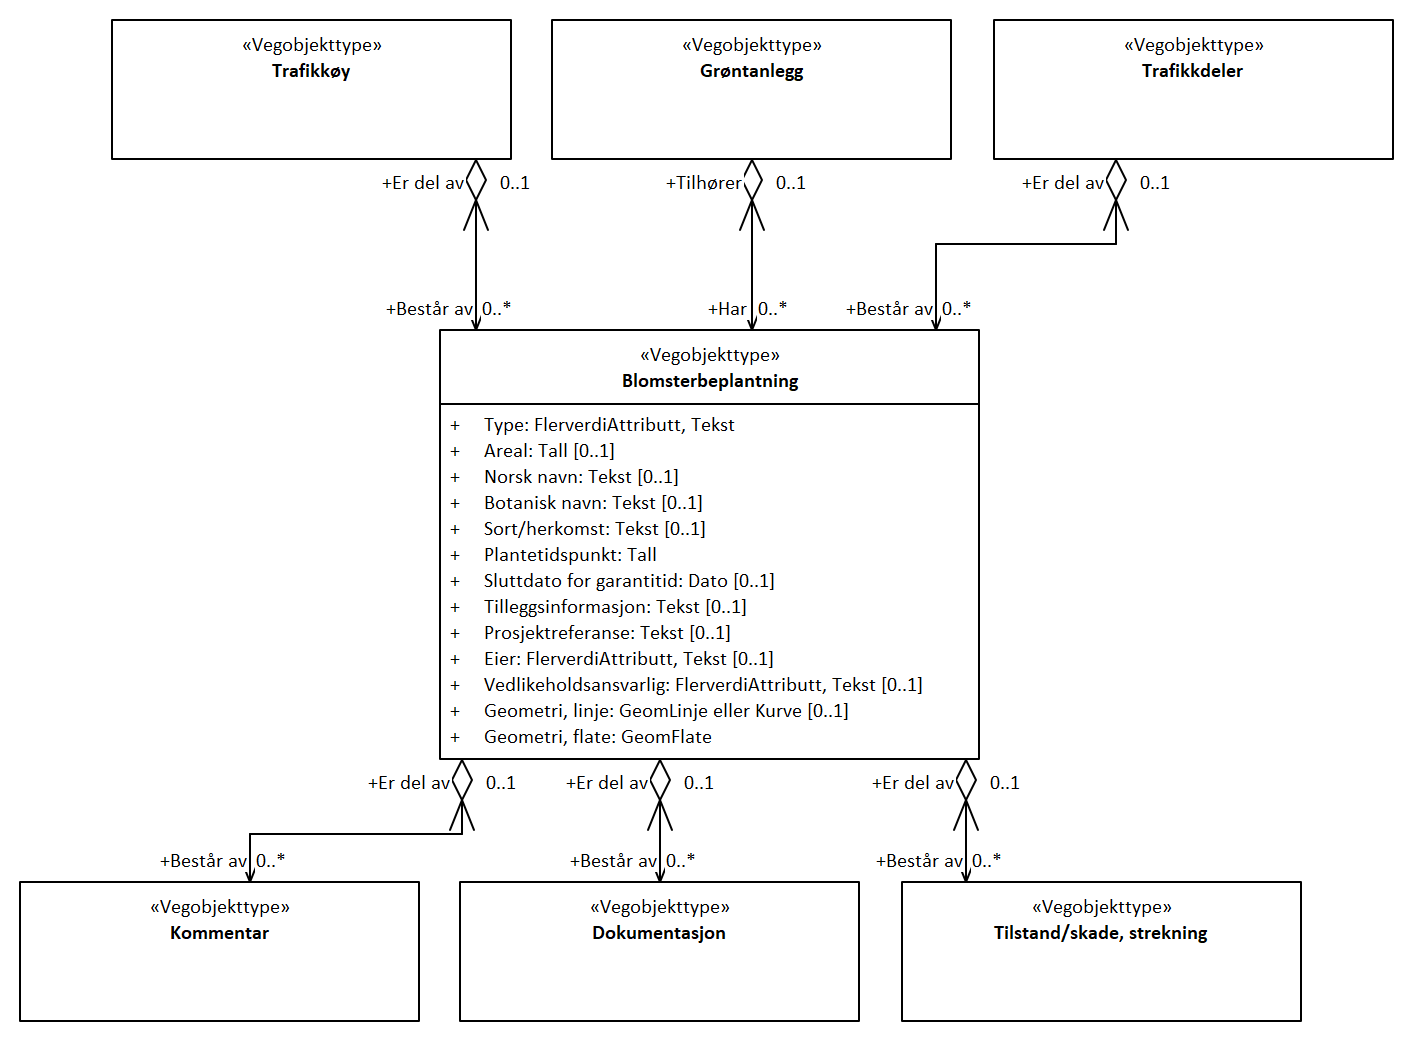 «Vegobjekttype»
Trafikkøy
«Vegobjekttype»
Grøntanlegg
«Vegobjekttype»
Trafikkdeler
+Er del av 0..1
+Tilhører 0..1
+Er del av 0..1
+Består av 0..*
+Har 0..*
+Består av 0..*
«Vegobjekttype»
Blomsterbeplantning
+ Type: FlerverdiAttributt, Tekst
+ Areal: Tall [0..1]
+ Norsk navn: Tekst [0..1]
+ Botanisk navn: Tekst [0..1]
+ Sort/herkomst: Tekst [0..1]
+ Plantetidspunkt: Tall
+ Sluttdato for garantitid: Dato [0..1]
+ Tilleggsinformasjon: Tekst [0..1]
+ Prosjektreferanse: Tekst [0..1]
+ Eier: FlerverdiAttributt, Tekst [0..1]
+ Vedlikeholdsansvarlig: FlerverdiAttributt, Tekst [0..1]
+ Geometri, linje: GeomLinje eller Kurve [0..1]
+ Geometri, flate: GeomFlate
+Er del av 0..1
+Er del av 0..1
+Er del av 0..1
+Består av 0..*
+Består av 0..*
+Består av 0..*
«Vegobjekttype»
Kommentar
«Vegobjekttype»
Dokumentasjon
«Vegobjekttype»
Tilstand/skade, strekning